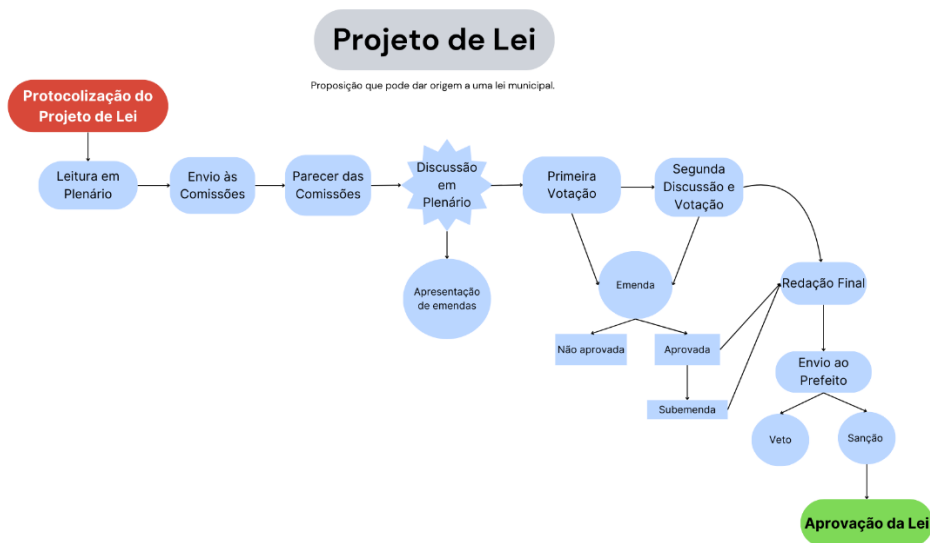 Projeto de Lei
Proposição que pode dar origem a uma lei municipal.
Protocolização do
Projeto de Lei
Leitura em
Plenário
Envio às
Comissões
Parecer das
Comissões
Discussão
em
Plenário
Primeira
Votação
Segunda
Discussão e
Votação
Apresentação
de emendas
Emenda
Redação Final
Não aprovada
Aprovada
Subemenda
Envio ao
Prefeito
Veto
Sanção
Aprovação da Lei